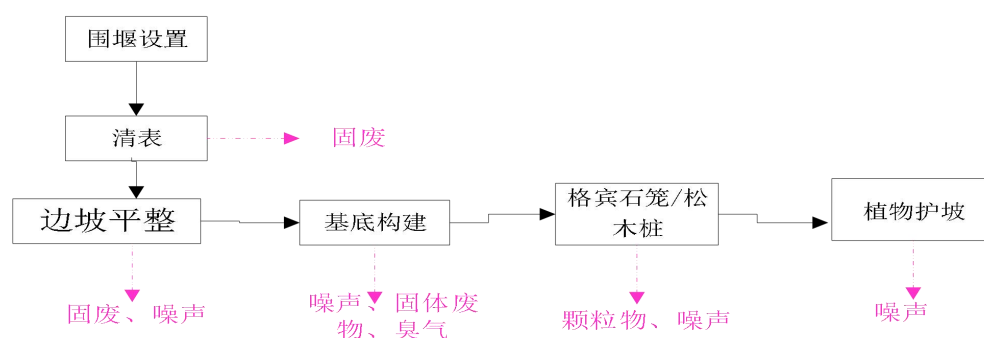 围堰设置
清表
固废
边坡平整
基底构建
格宾石笼/松
木桩
植物护坡
固废、噪声
噪声、固体废
物、臭气
颗粒物、噪声
噪声